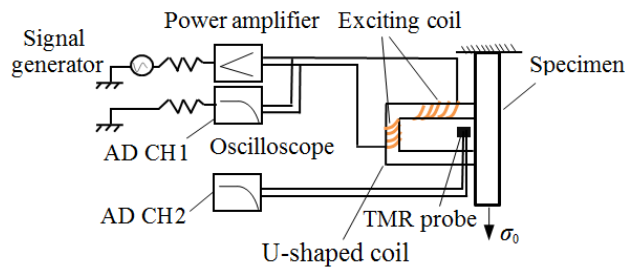 Power amplifier
Exciting coil
Signal
generator
Specimen
AD CH1
Oscilloscope
AD CH2
TMR probe
σ0
U-shaped coil